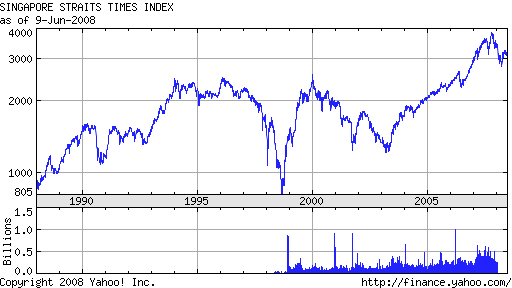 SINGAPORE STRAITS TIMES INDEX
as of 9-Jun-2008
4000
3000
2000
1000
805
1990 1995 2000 2005
1.5
1.0
0.5
0.0
Billions
Copyright 2008 Yahoo! Inc. http://finance.yahoo.com/